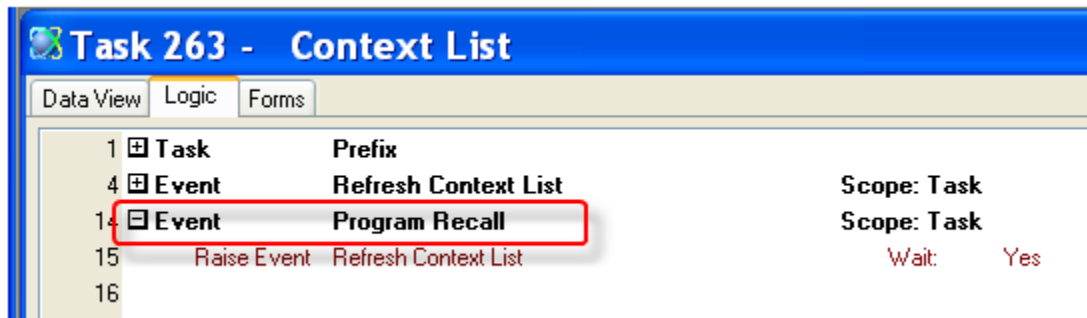 Task 263 - Context List
Data View Logic Forms
1 Task Prefix
4 Event Refresh Context List Scope: Task
14 Event Program Recall Scope: Task
15 Raise Event Refresh Context List Wait: Yes
16